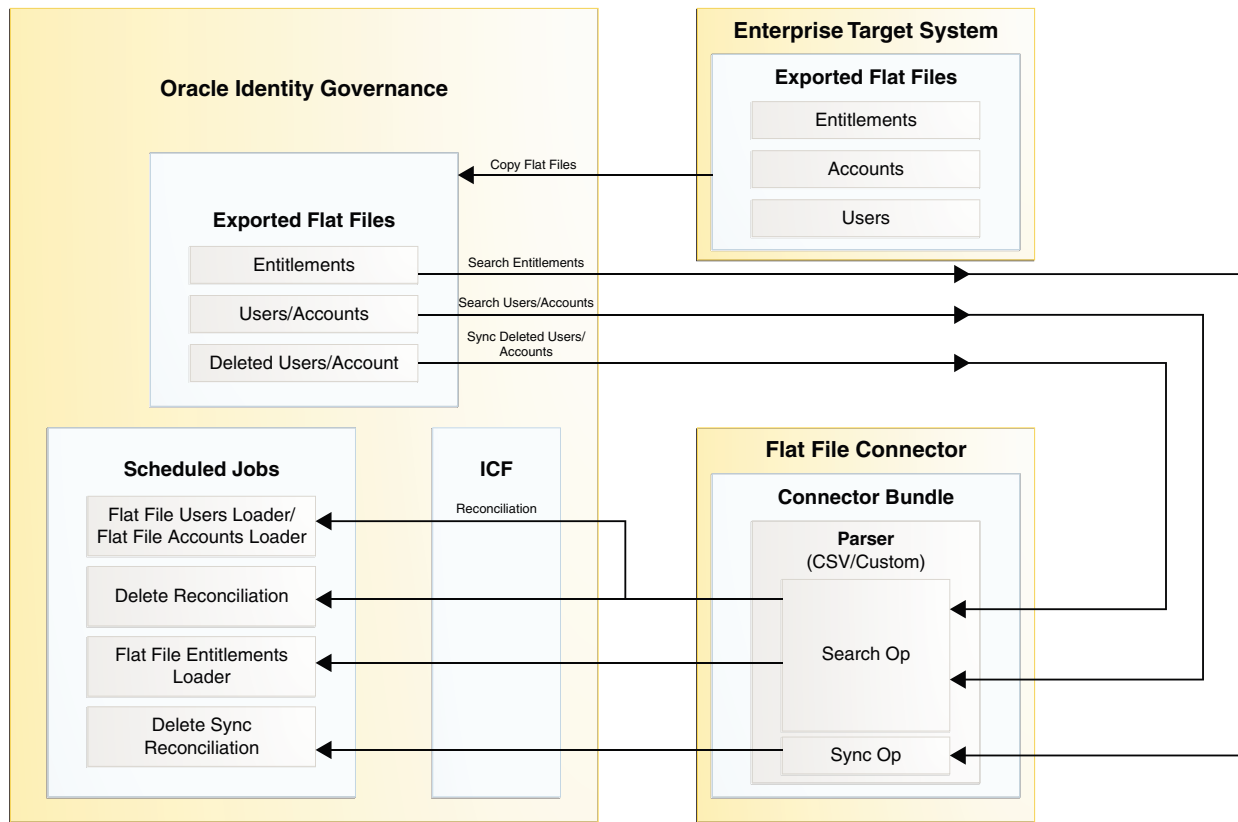 Enterprise Target System
Exported Flat Files
Entitlements
Accounts
Users
Oracle Identity Governance
Copy Flat Files
Exported Flat Files
Entitlements
Users/Accounts
Deleted Users/Account
Search Entitlements
Search Users/Accounts
Sync Deleted Users/
Accounts
Scheduled Jobs
Flat File Users Loader/
Flat File Accounts Loader
Delete Reconciliation
Flat File Entitlements
Loader
Delete Sync
Reconciliation
ICF
Reconciliation
Flat File Connector
Connector Bundle
Parser
(CSV/Custom)
Search Op
Sync Op